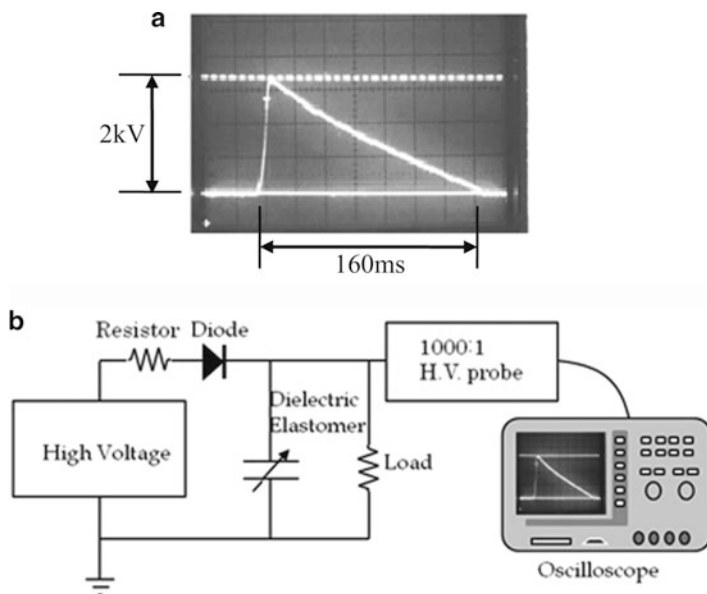 a
2kV
160ms
b
Resistor Diode
1000:1
H.V. probe
Dielectric
Elastomer
High Voltage
Load
Oscilloscope